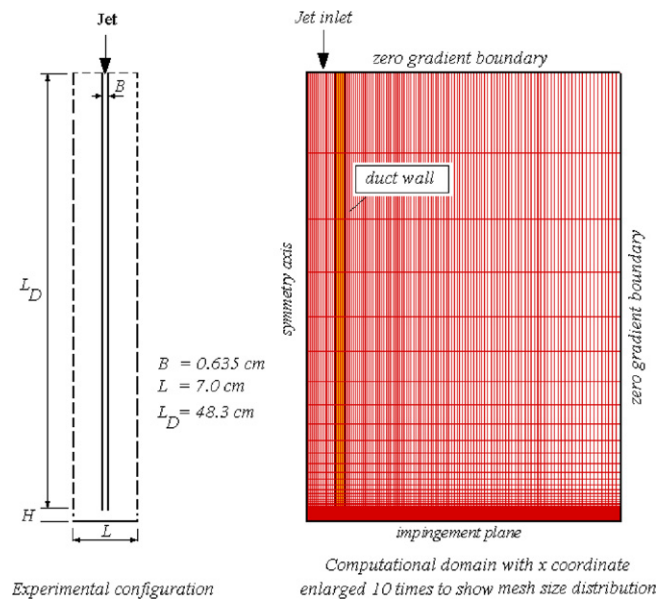 Jet
B
L_D
B = 0.635 cm
L = 7.0 cm
L_D = 48.3 cm
H
L
Experimental configuration
Jet inlet
zero gradient boundary
duct wall
symmetry axis
zero gradient boundary
impingement plane
Computational domain with x coordinate
enlarged 10 times to show mesh size distribution